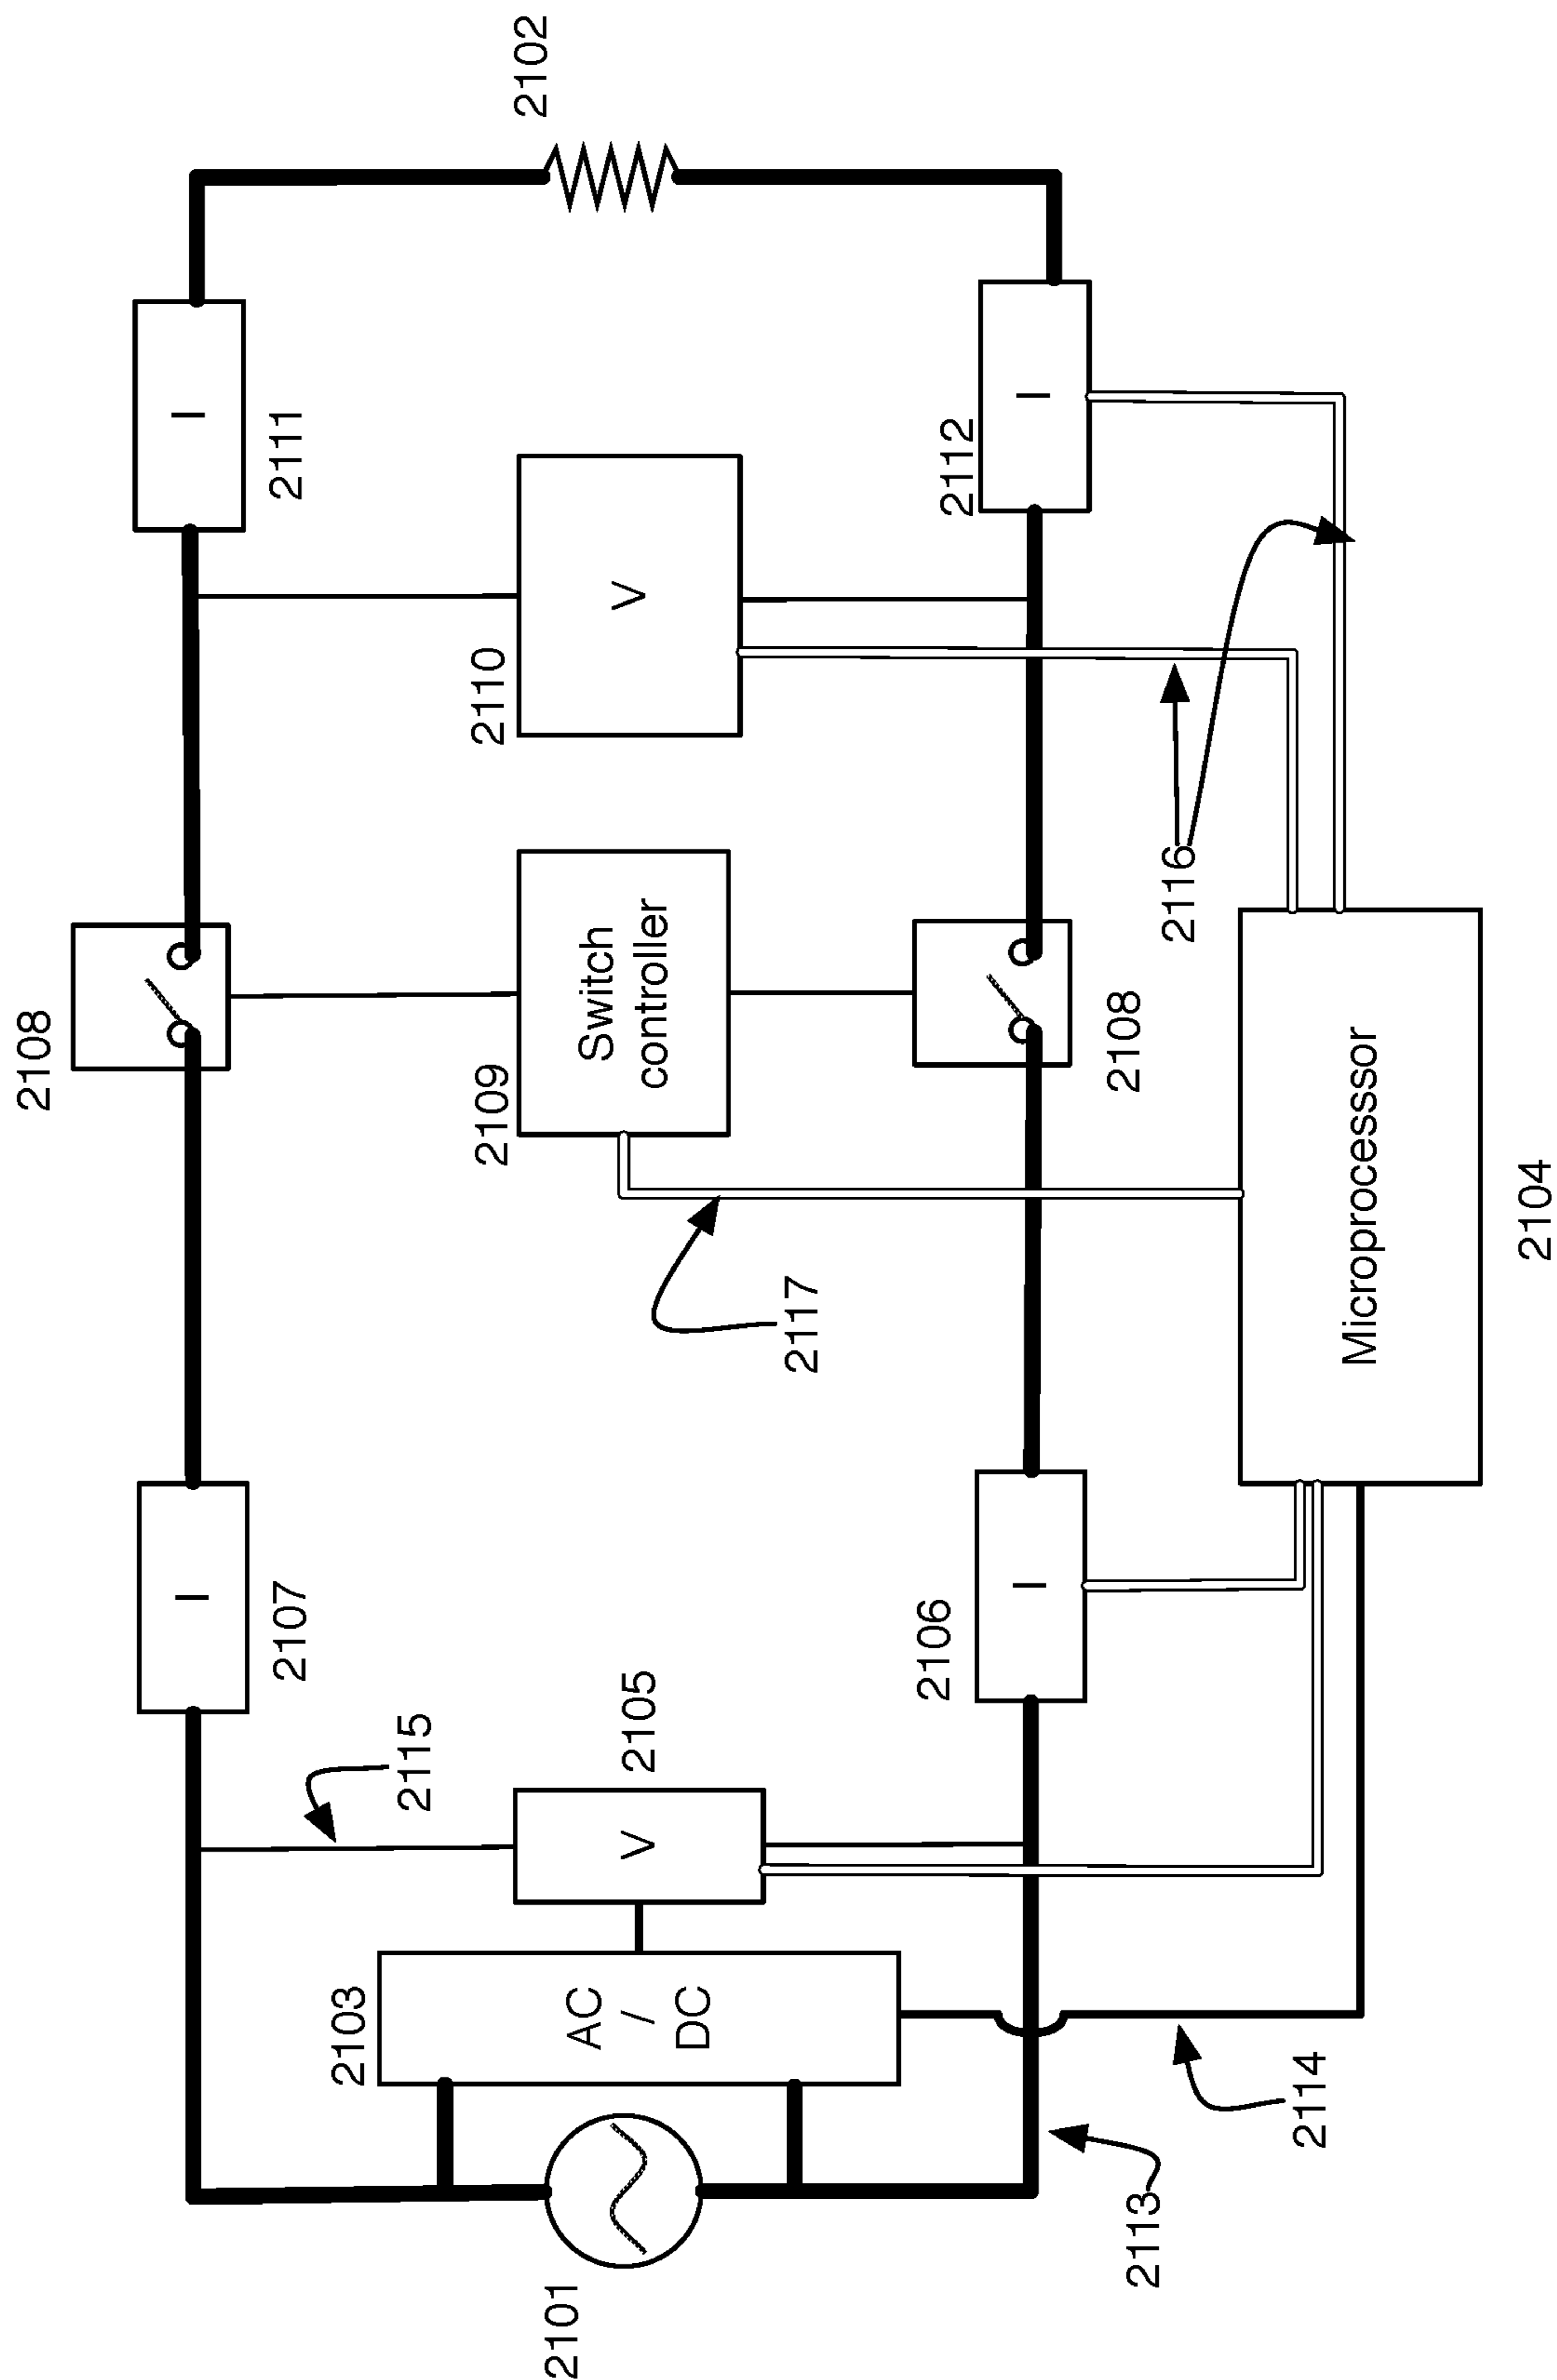 2108
I
I
2107
2111
2103
2115
2109
2110
2102
2101
AC
/
DC
V
2105
Switch
controller
V
2117
2106
2112
I
I
2108
2113
2116
2114
Microprocessor
2104